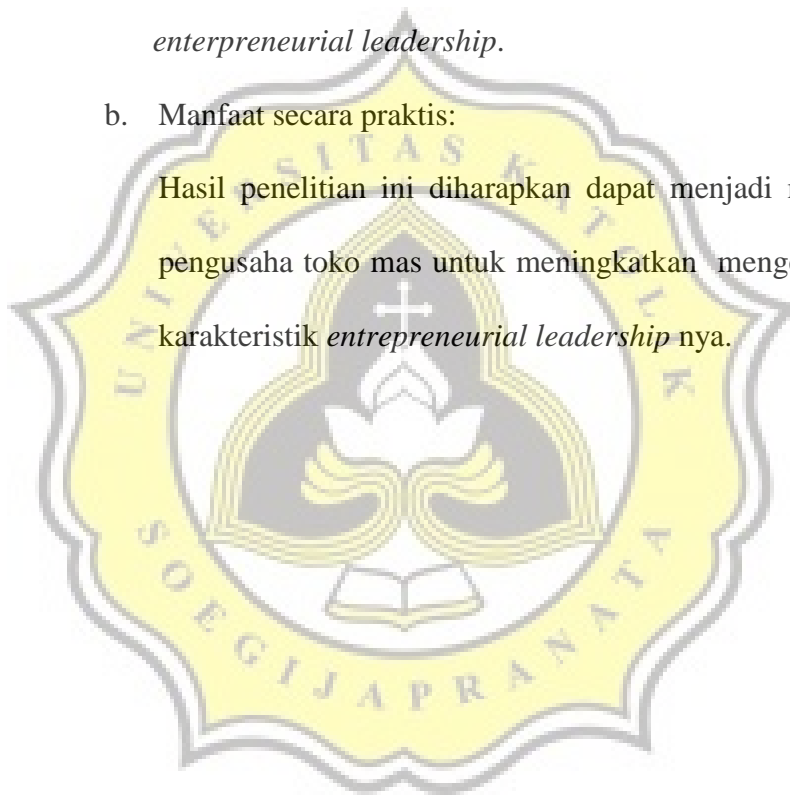 enterpreneurial leadership.
b. Manfaat secara praktis:
UNIVERSITAS KATOLIK
Hasil penelitian ini diharapkan dapat menjadi
pengusaha toko mas untuk meningkatkan
karakteristik entrepreneurial leadership nya.
SOEGIJAPRANATA